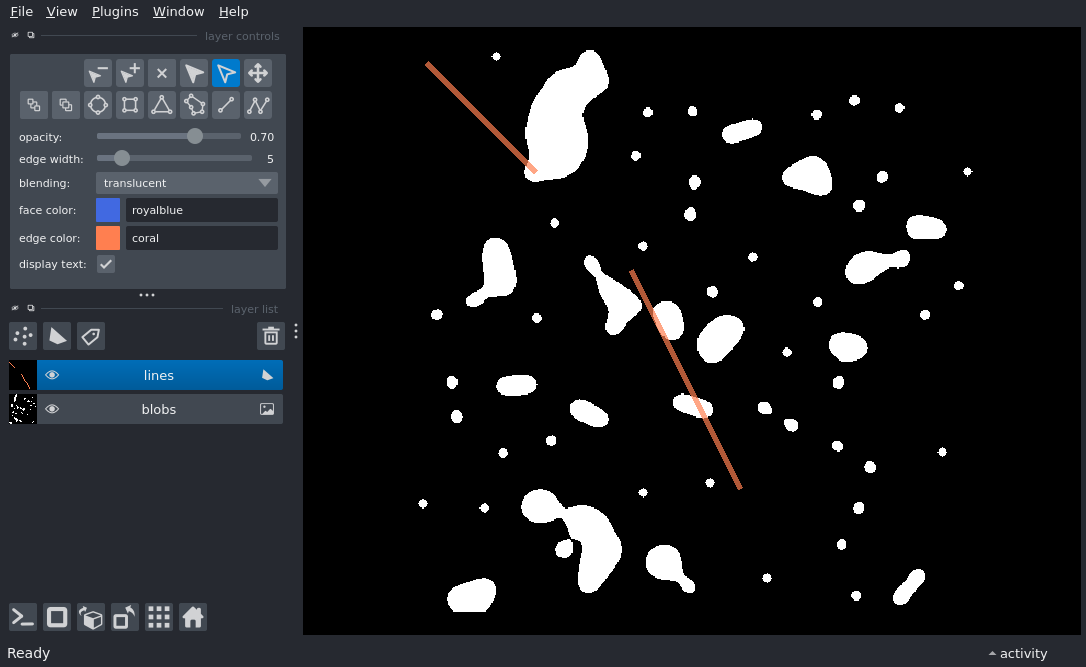 File View Plugins Window Help
layer controls
opacity: 0.70
edge width: 5
blending: translucent
face color: royalblue
edge color: coral
display text:
layer list
lines
blobs
Ready
activity